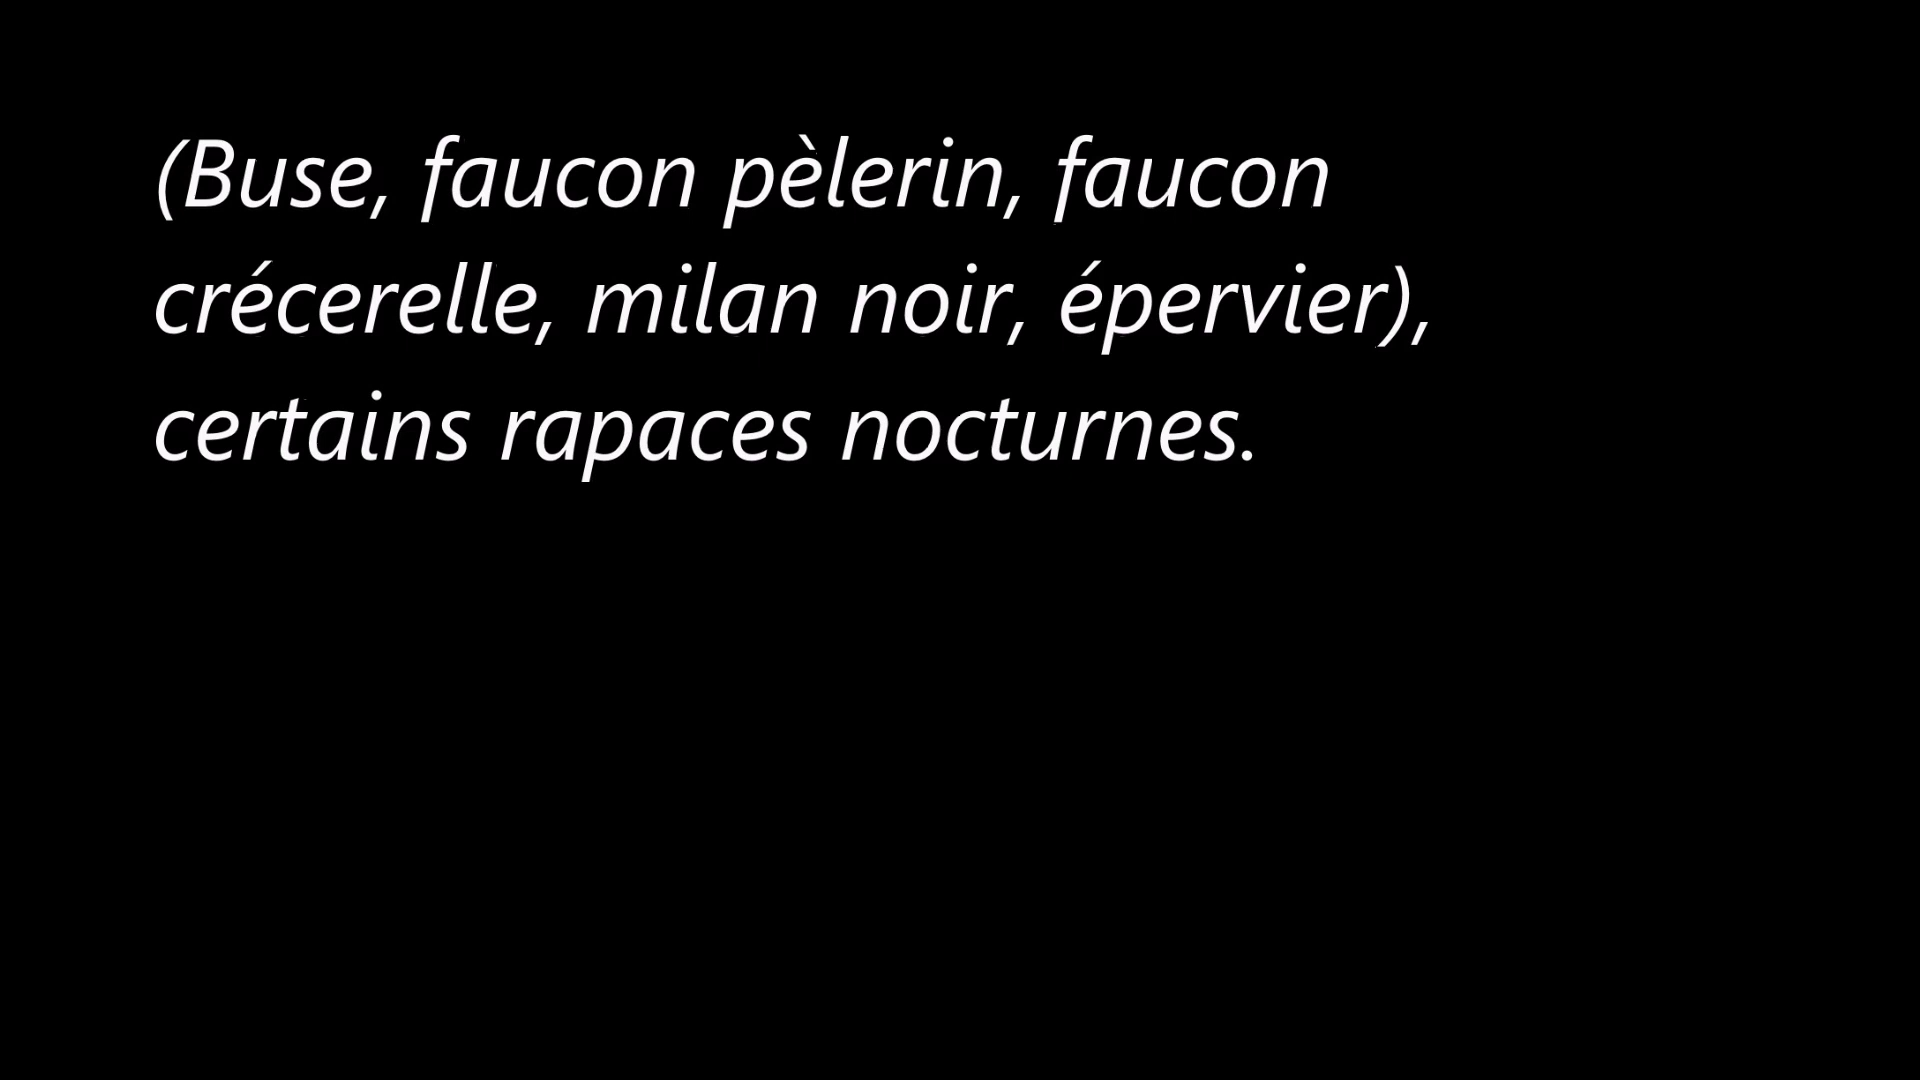 (Buse, faucon pèlerin, faucon
crécerelle, milan noir, épervier),
certains rapaces nocturnes.